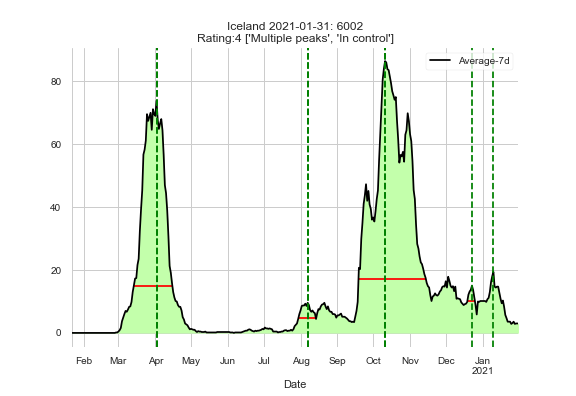 Iceland 2021-01-31: 6002
Rating:4 ['Multiple peaks', 'In control']
Average-7d
80
60
40
20
0
Feb Mar Apr May Jun Jul Aug Sep Oct Nov Dec Jan
2021
Date